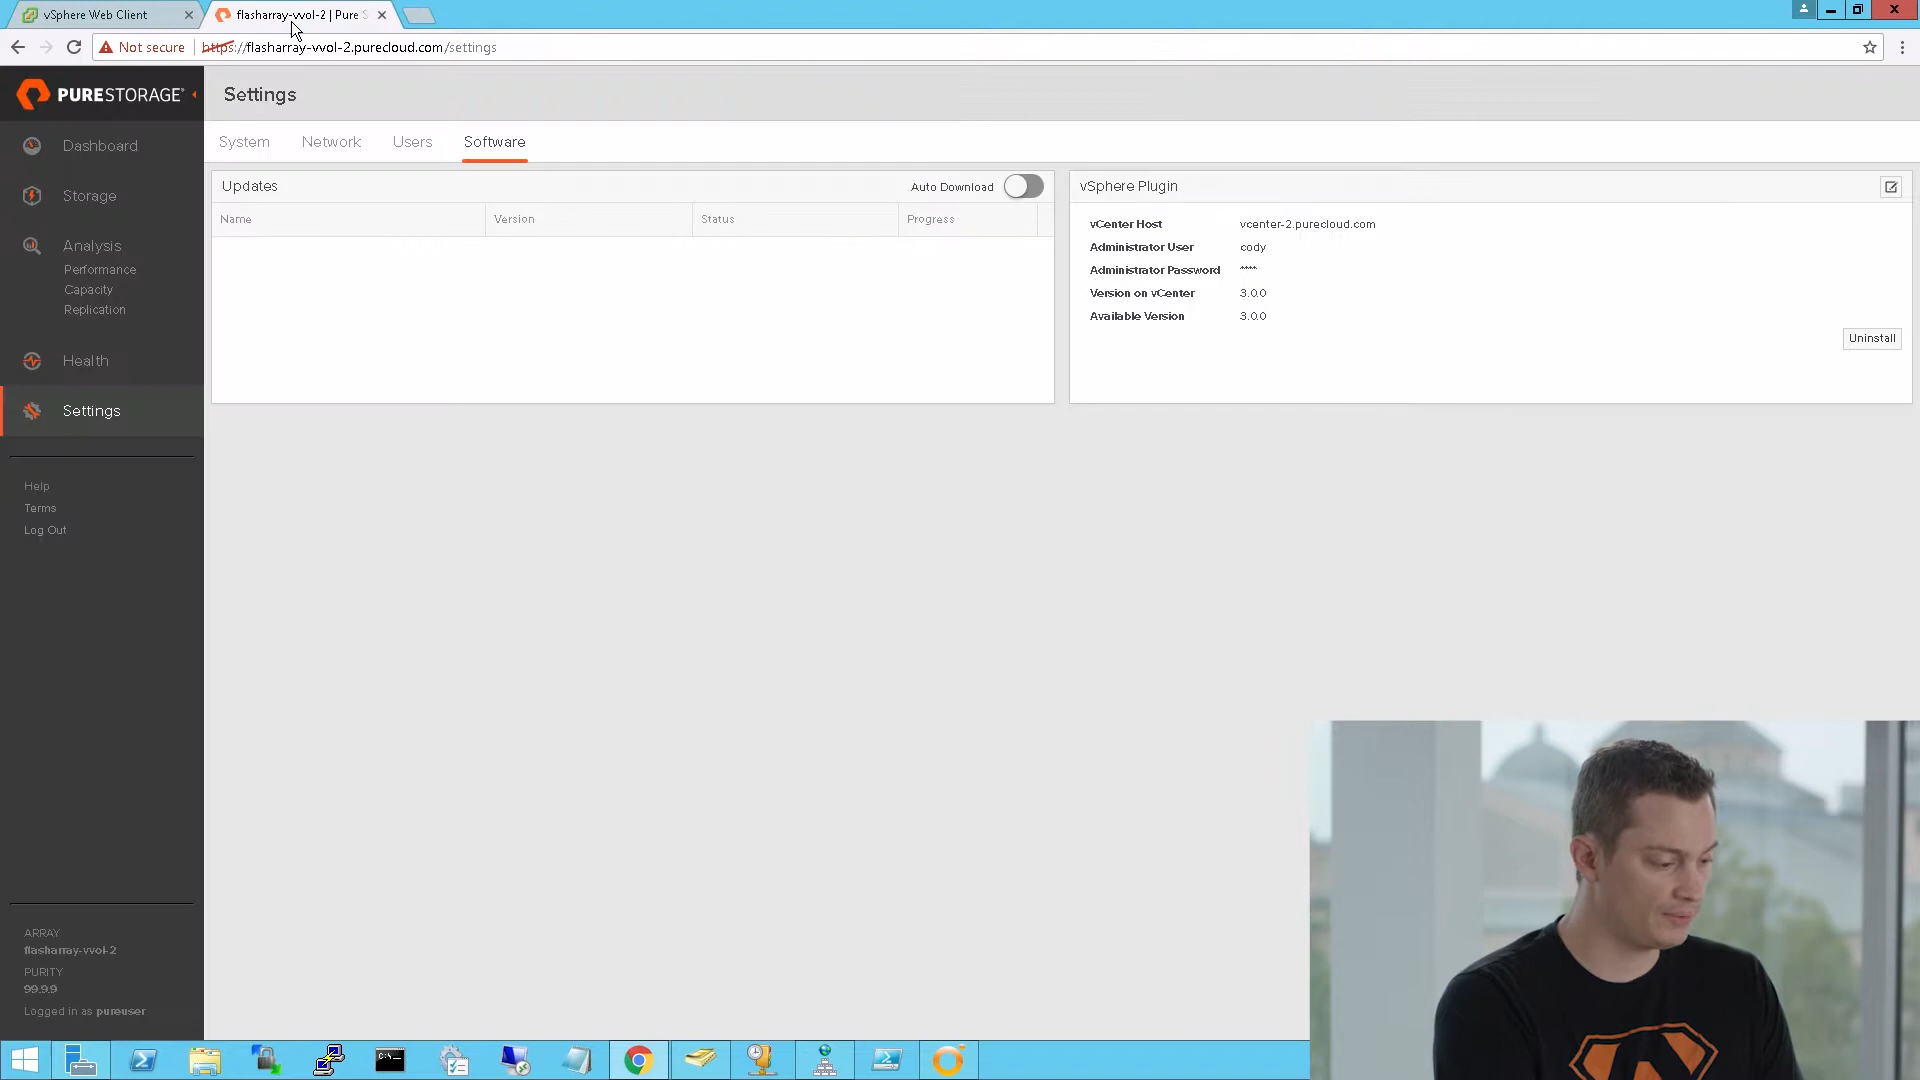 vSphere Web Client
flasharray-vvol-2 | Pure S
Not secure
https://flasharray-vvol-2.purecloud.com/settings
PURESTORAGE
Settings
Dashboard
Storage
Analysis
Performance
Capacity
Replication
Health
Settings
Help
Terms
Log Out
ARRAY
flasharray-vvol-2
PURITY
99.9.9
Logged in as pureuser
System Network Users Software
Updates
Auto Download
Name Version Status Progress
vSphere Plugin
vCenter Host vcenter-2.purecloud.com
Administrator User cody
Administrator Password ****
Version on vCenter 3.0.0
Available Version 3.0.0
Uninstall
C:\_